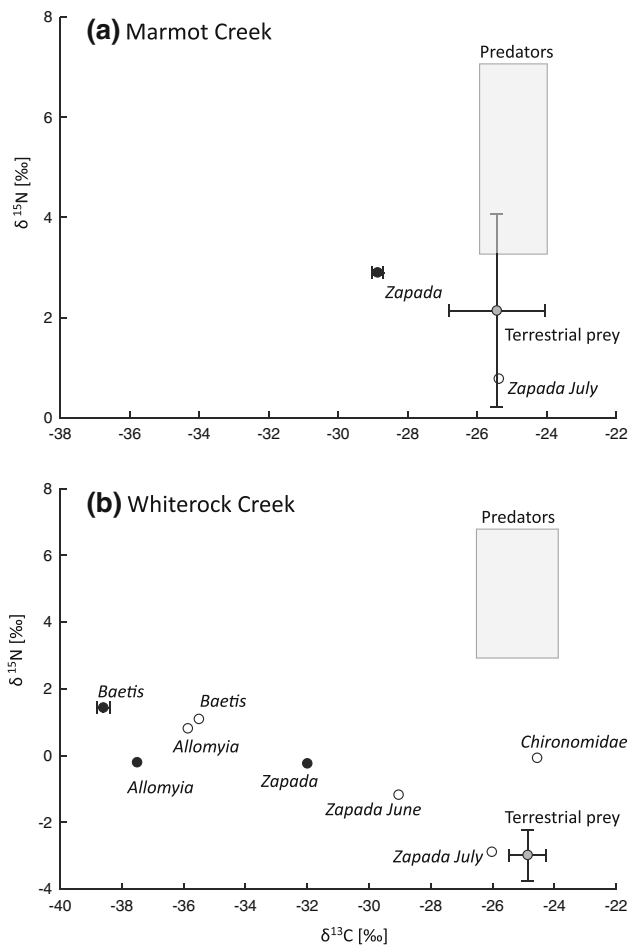 (a) Marmot Creek
8
Predators
6
δ 15N [‰]
4
Zapada
2
Terrestrial prey
Zapada July
0
-38 -36 -34 -32 -30 -28 -26 -24 -22
8
(b) Whiterock Creek
Predators
6
δ 15N [‰]
4
2
Baetis
Baetis
Allomyia
Chironomidae
0
Allomyia
Zapada
Zapada June
Terrestrial prey
-2
Zapada July
-4
-40 -38 -36 -34 -32 -30 -28 -26 -24 -22
δ13C [‰]